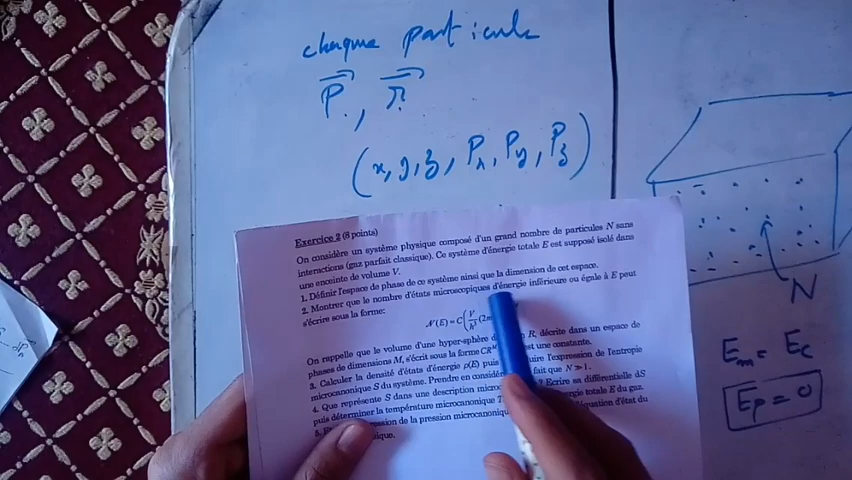 chaque particule
P , r
(x, y, z, Px, Py, Pz)
Exercice 2 (8 points)
On considère un système physique composé d'un grand nombre de particules N sans
interactions (gaz parfait classique). Ce système d'énergie totale E est supposé isolé dans
une enceinte de volume V.
1. Définir l'espace de phase de ce système ainsi que la dimension de cet espace.
2. Montrer que le nombre d'états microscopiques d'énergie inférieure ou égale à E peut
s'écrire sous la forme:
𝒩(E) = C(V/h³ (2m
On rappelle que le volume d'une hyper-sphère de R, décrite dans un espace de
phases de dimensions M, s'écrit sous la forme CR est une constante.
3. Calculer la densité d'états d'énergie ρ(E) puis l'expression de l'entropie
microcanonique S du système. Prendre en fait que N ≫ 1.
4. Que représente S dans une description ? Ecrire sa différentielle dS
puis déterminer la température microcanonique énergie totale E du gaz.
5. de la pression équation d'état du
N
Em = Ec
Ep = 0